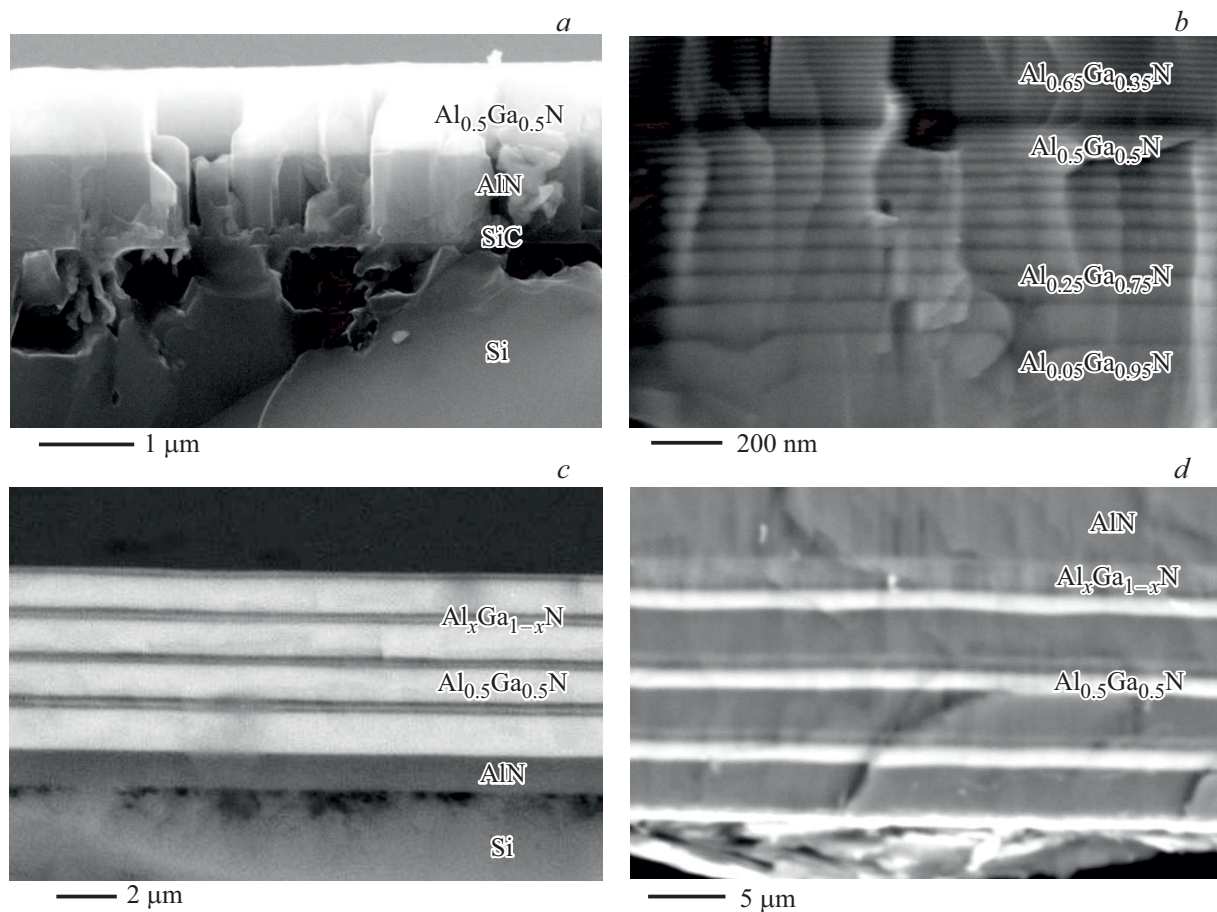 a
Al₀.₅Ga₀.₅N
AlN
SiC
Si
1 μm
b
Al₀.₆₅Ga₀.₃₅N
Al₀.₅Ga₀.₅N
Al₀.₂₅Ga₀.₇₅N
Al₀.₀₅Ga₀.₉₅N
200 nm
c
AlₓGa₁₋ₓN
Al₀.₅Ga₀.₅N
AlN
Si
2 μm
d
AlN
AlₓGa₁₋ₓN
Al₀.₅Ga₀.₅N
5 μm